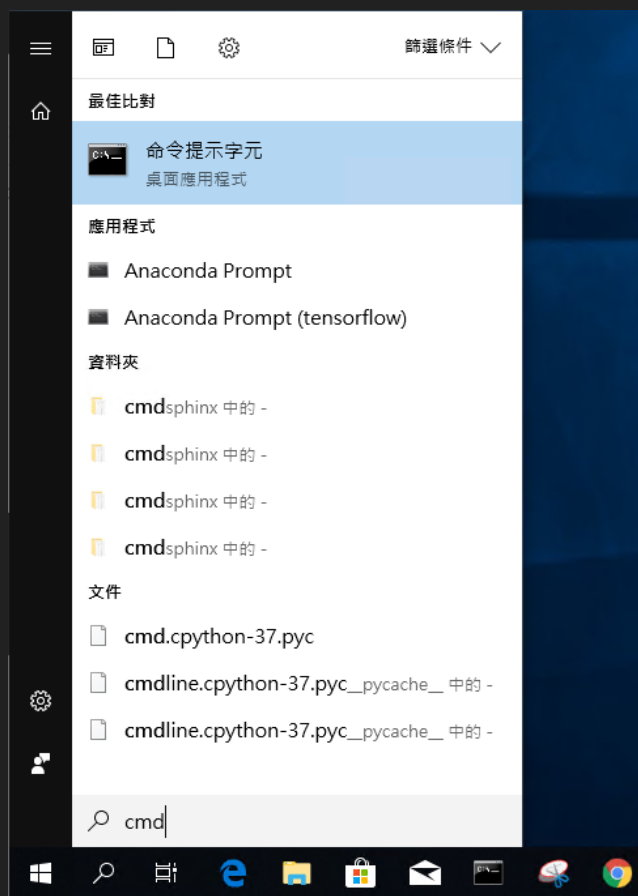 篩選條件
最佳比對
命令提示字元
桌面應用程式
應用程式
Anaconda Prompt
Anaconda Prompt (tensorflow)
資料夾
cmdsphinx 中的 -
cmdsphinx 中的 -
cmdsphinx 中的 -
cmdsphinx 中的 -
文件
cmd.cpython-37.pyc
cmdline.cpython-37.pyc__pycache__ 中的 -
cmdline.cpython-37.pyc__pycache__ 中的 -
cmd